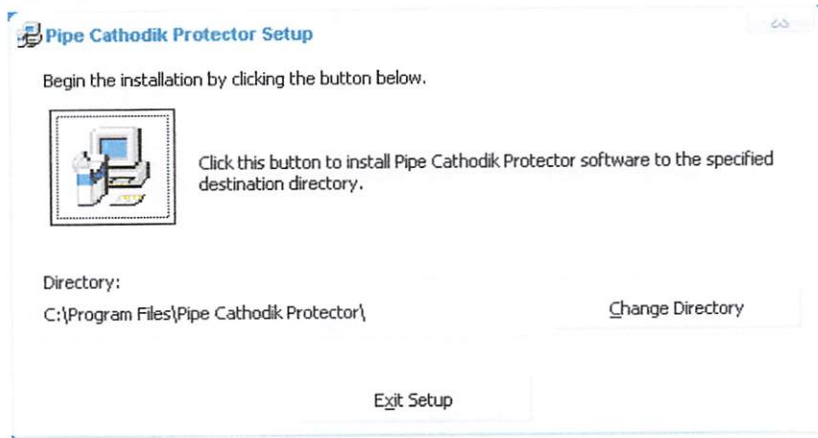 Pipe Cathodik Protector Setup
Begin the installation by clicking the button below.
Click this button to install Pipe Cathodik Protector software to the specified
destination directory.
Directory:
C:\Program Files\Pipe Cathodik Protector\
Change Directory
Exit Setup